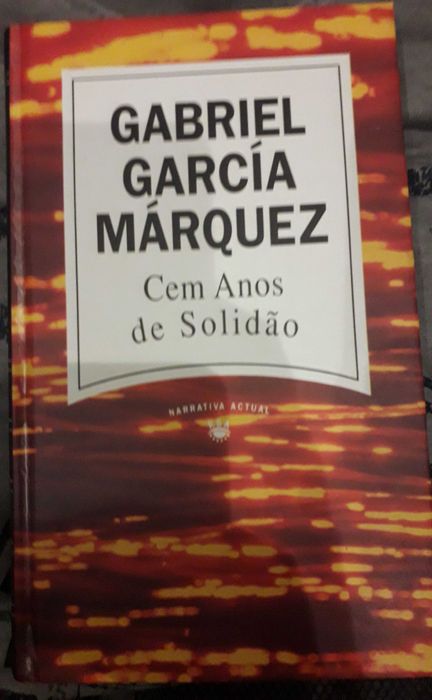 GABRIEL
GARCÍA
MÁRQUEZ
Cem Anos
de Solidão
NARRATIVA ACTUAL